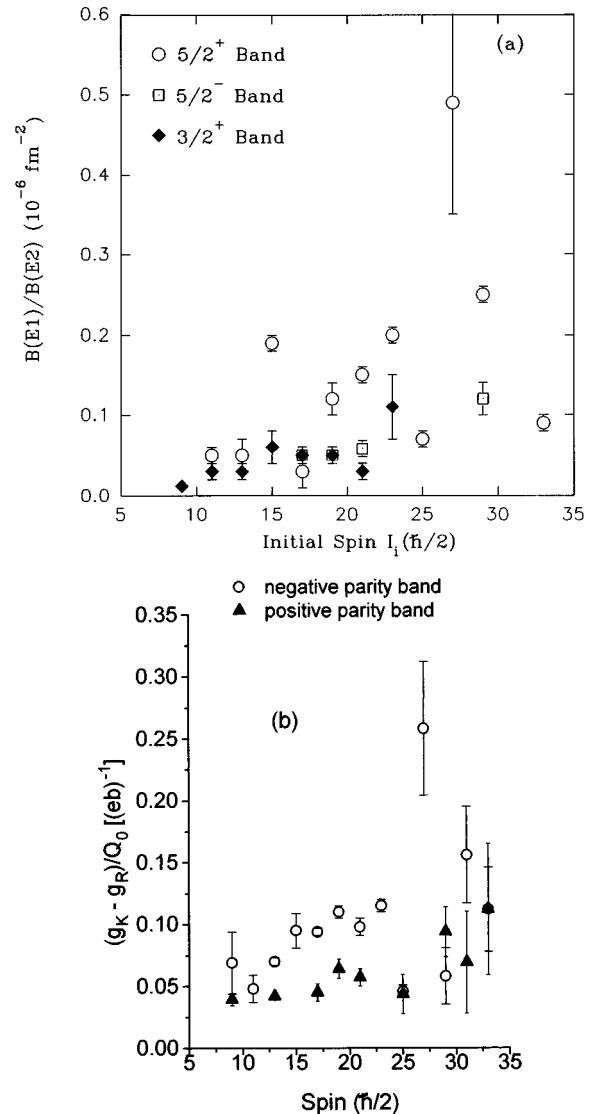 (a)
5/2+ Band
5/2− Band
3/2+ Band
B(E1)/B(E2) (10−6 fm−2)
0.6
0.5
0.4
0.3
0.2
0.1
0.0
5 10 15 20 25 30 35
Initial Spin Ii(ħ/2)
negative parity band
positive parity band
(b)
(gK - gR)/Q0 [(eb)-1]
0.35
0.30
0.25
0.20
0.15
0.10
0.05
0.00
5 10 15 20 25 30 35
Spin (ħ/2)